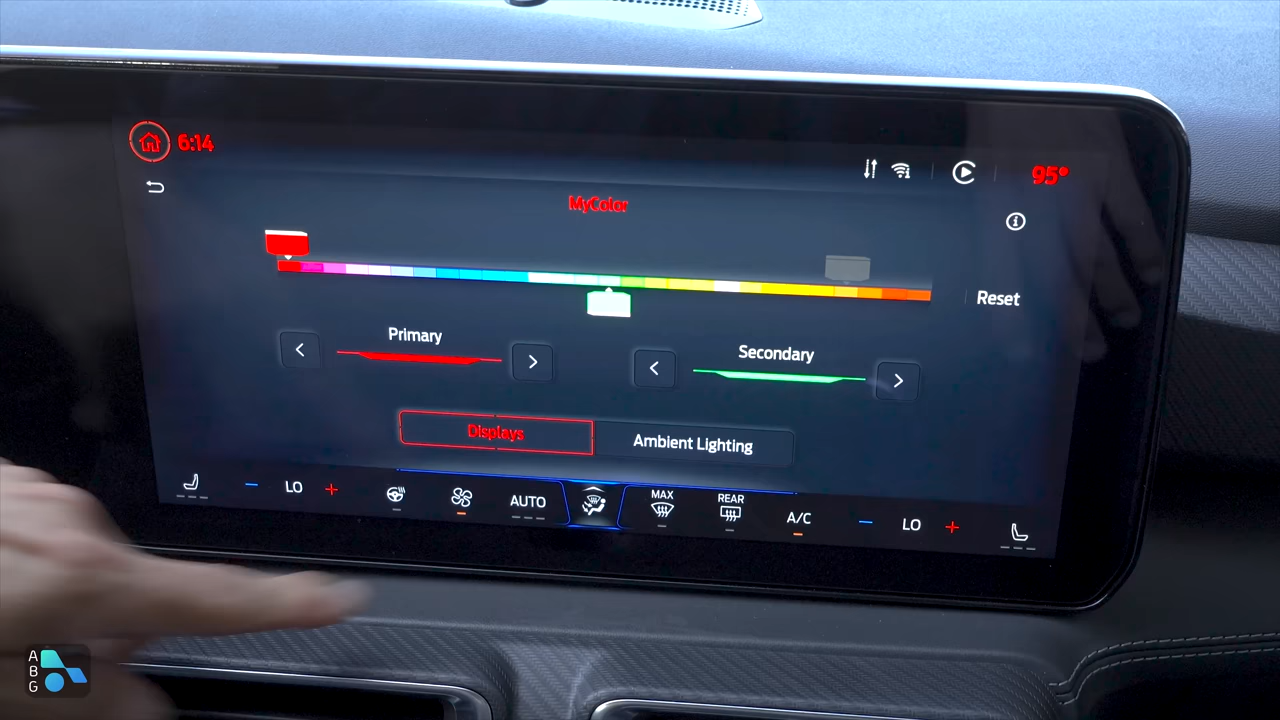 6:14
95°
MyColor
Reset
Primary
Secondary
Displays
Ambient Lighting
LO
AUTO
MAX
REAR
A/C
LO
A
B
G